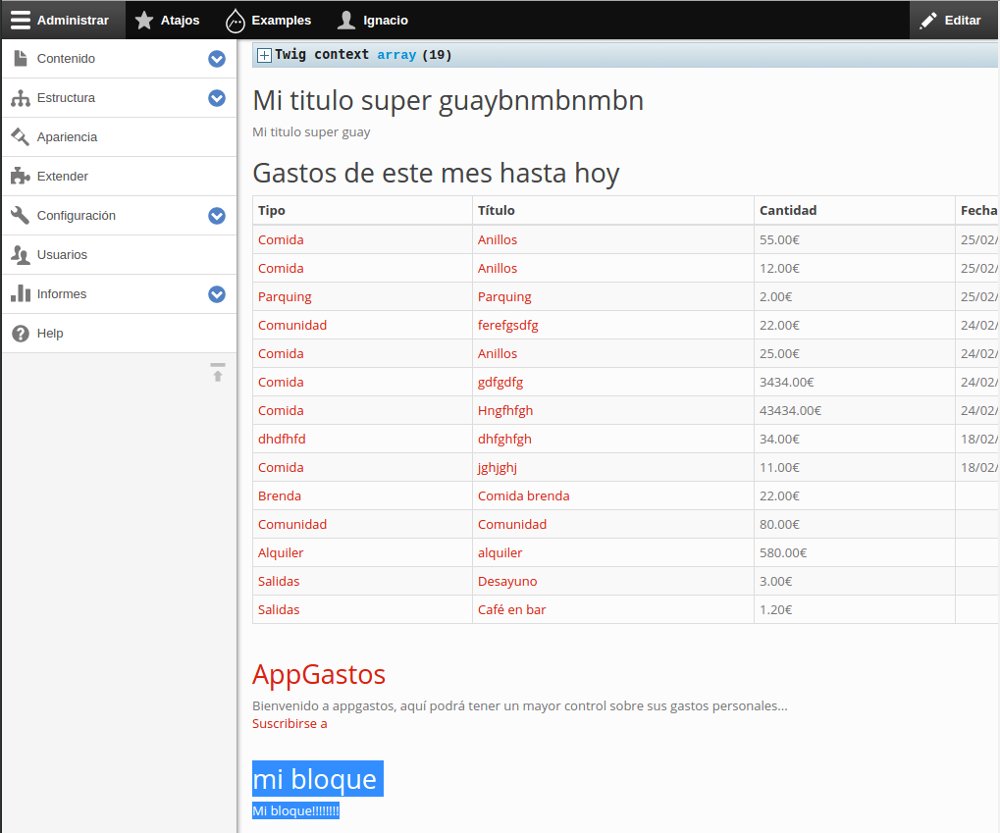 Administrar Atajos Examples Ignacio Editar
Contenido
Estructura
Apariencia
Extender
Configuración
Usuarios
Informes
Help
Twig context array (19)
Mi titulo super guaybnmbnmbn
Mi titulo super guay
Gastos de este mes hasta hoy
Tipo Título Cantidad Fecha
Comida Anillos 55.00€ 25/02/
Comida Anillos 12.00€ 25/02/
Parquing Parquing 2.00€ 25/02/
Comunidad ferefgsdfg 22.00€ 24/02/
Comida Anillos 25.00€ 24/02/
Comida gdfgdfg 3434.00€ 24/02/
Comida Hngfhfgh 43434.00€ 24/02/
dhdfhfd dhfghfgh 34.00€ 18/02/
Comida jghjghj 11.00€ 18/02/
Brenda Comida brenda 22.00€
Comunidad Comunidad 80.00€
Alquiler alquiler 580.00€
Salidas Desayuno 3.00€
Salidas Café en bar 1.20€
AppGastos
Bienvenido a appgastos, aquí podrá tener un mayor control sobre sus gastos personales...
Suscribirse a
mi bloque
Mi bloque!!!!!!!!